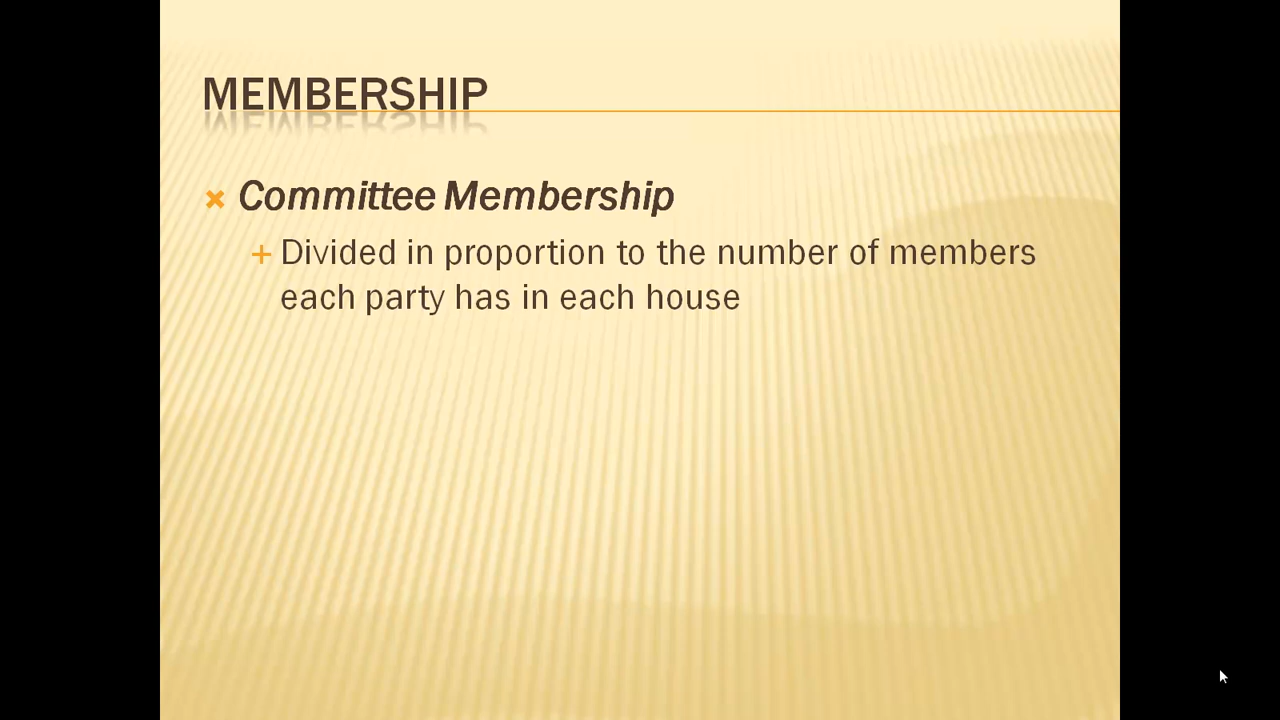 MEMBERSHIP
Committee Membership
Divided in proportion to the number of members
each party has in each house